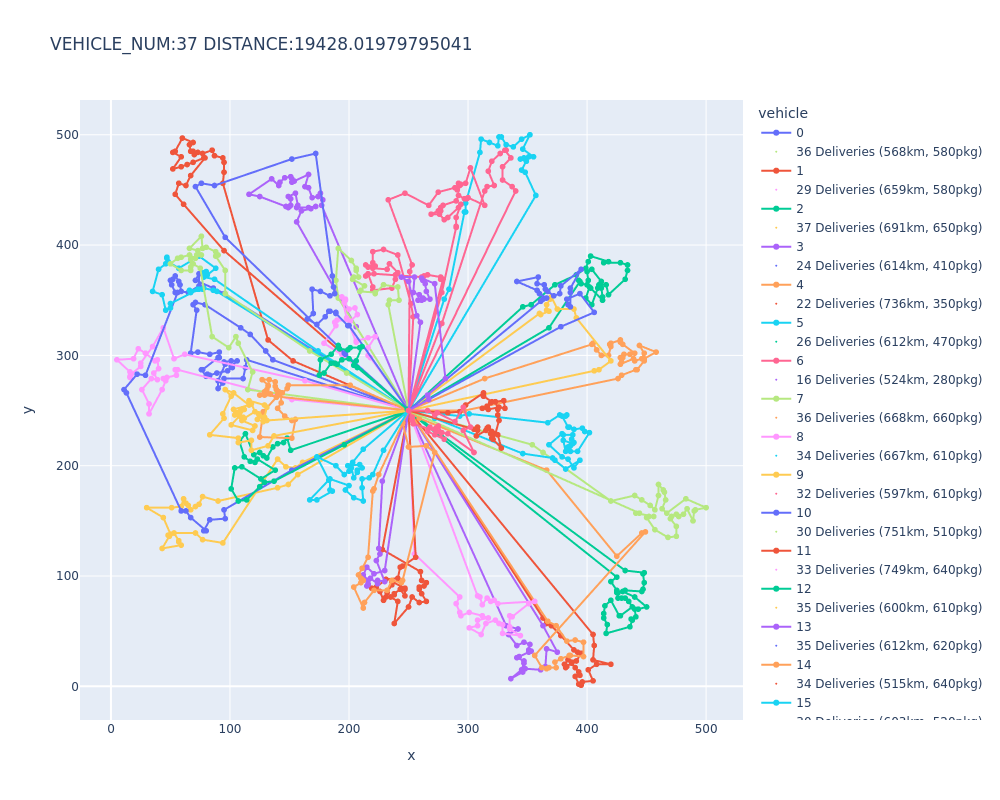 VEHICLE_NUM:37 DISTANCE:19428.01979795041
vehicle
0
36 Deliveries (568km, 580pkg)
1
29 Deliveries (659km, 580pkg)
2
37 Deliveries (691km, 650pkg)
3
24 Deliveries (614km, 410pkg)
4
22 Deliveries (736km, 350pkg)
5
26 Deliveries (612km, 470pkg)
6
16 Deliveries (524km, 280pkg)
7
36 Deliveries (668km, 660pkg)
8
34 Deliveries (667km, 610pkg)
9
32 Deliveries (597km, 610pkg)
10
30 Deliveries (751km, 510pkg)
11
33 Deliveries (749km, 640pkg)
12
35 Deliveries (600km, 610pkg)
13
35 Deliveries (612km, 620pkg)
14
34 Deliveries (515km, 640pkg)
15
500
400
300
200
100
0
y
0
100
200
300
400
500
x